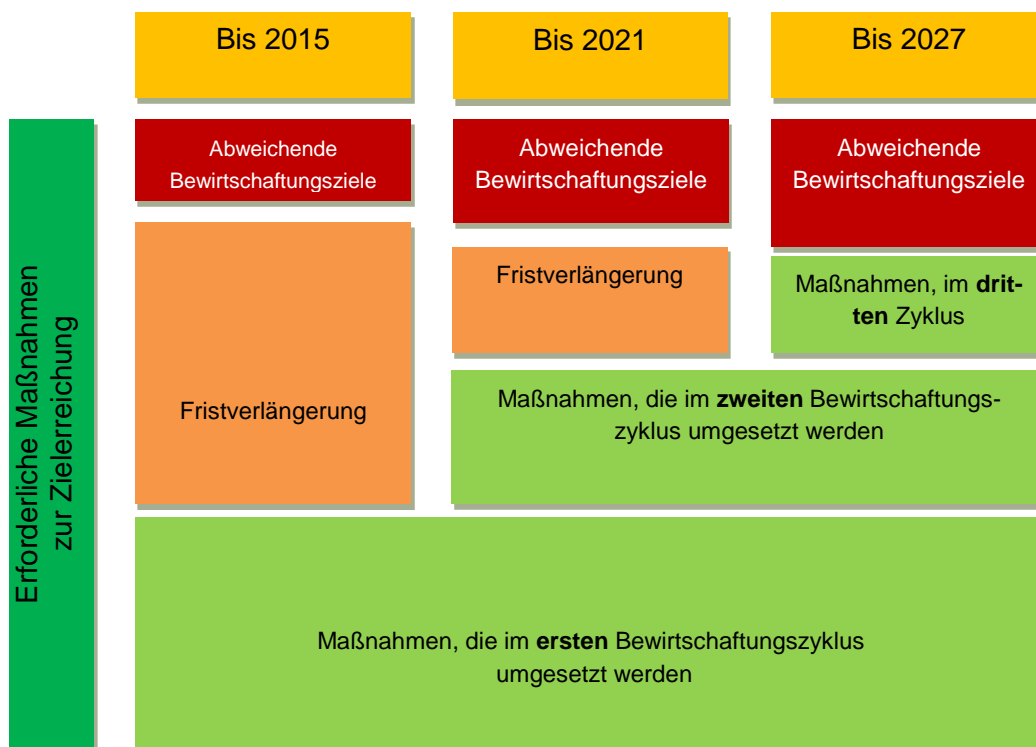 Bis 2015
Bis 2021
Bis 2027
Erforderliche Maßnahmen
zur Zielerreichung
Abweichende
Bewirtschaftungsziele
Abweichende
Bewirtschaftungsziele
Abweichende
Bewirtschaftungsziele
Fristverlängerung
Fristverlängerung
Maßnahmen, im drit-
ten Zyklus
Maßnahmen, die im zweiten Bewirtschaftungs-
zyklus umgesetzt werden
Maßnahmen, die im ersten Bewirtschaftungszyklus
umgesetzt werden